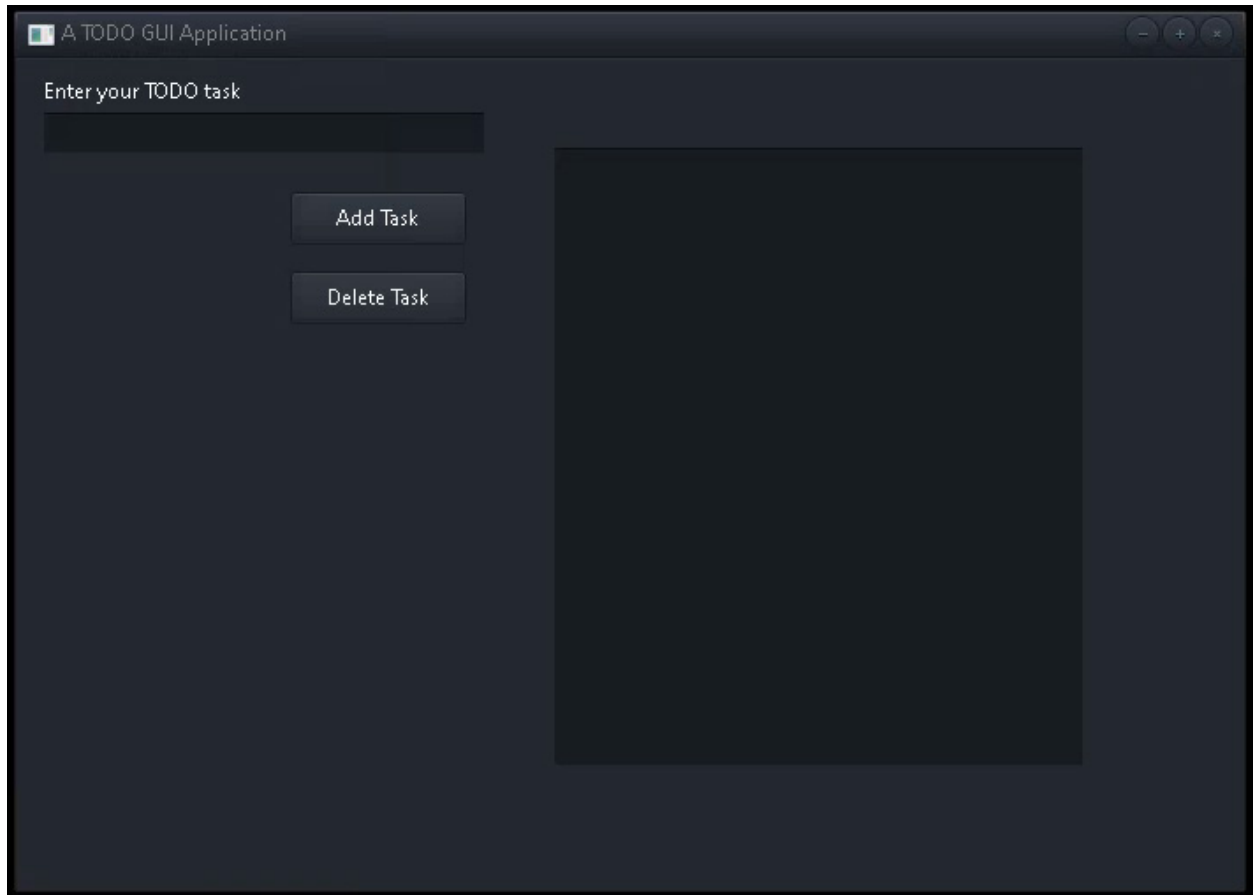 A TODO GUI Application
Enter your TODO task
Add Task
Delete Task